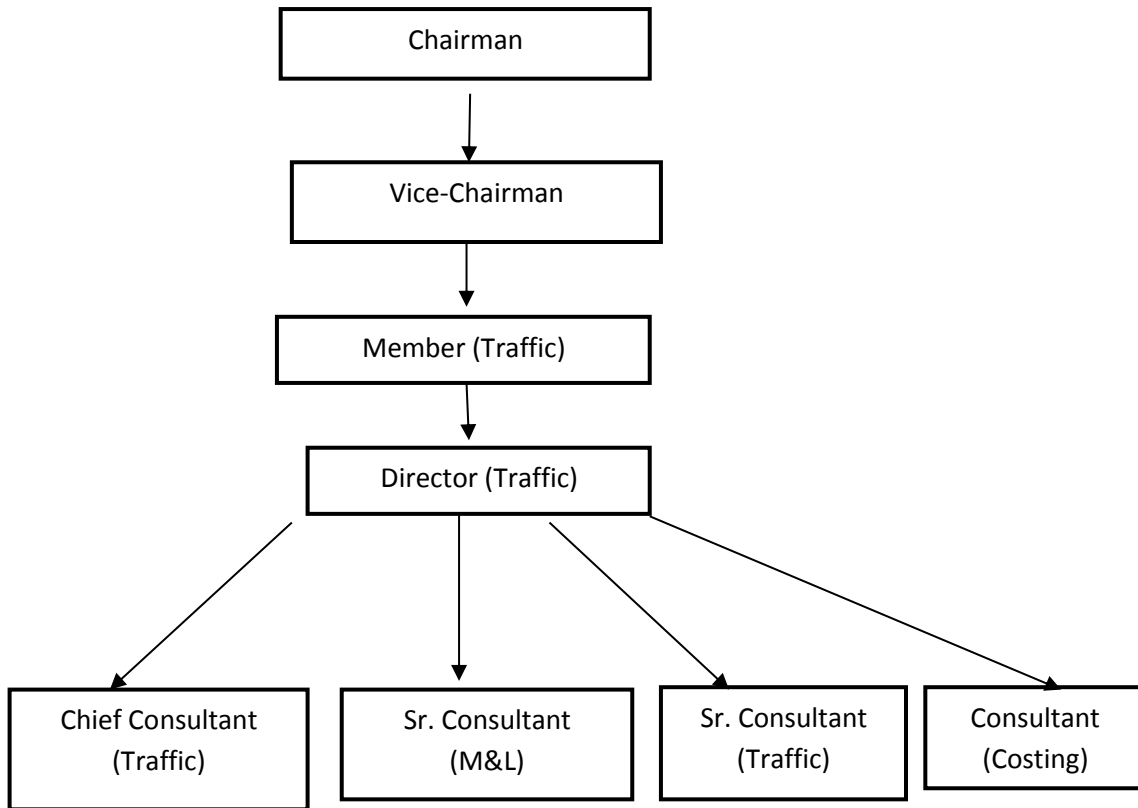 Chairman
Vice-Chairman
Member (Traffic)
Director (Traffic)
Chief Consultant
(Traffic)
Sr. Consultant
(M&L)
Sr. Consultant
(Traffic)
Consultant
(Costing)